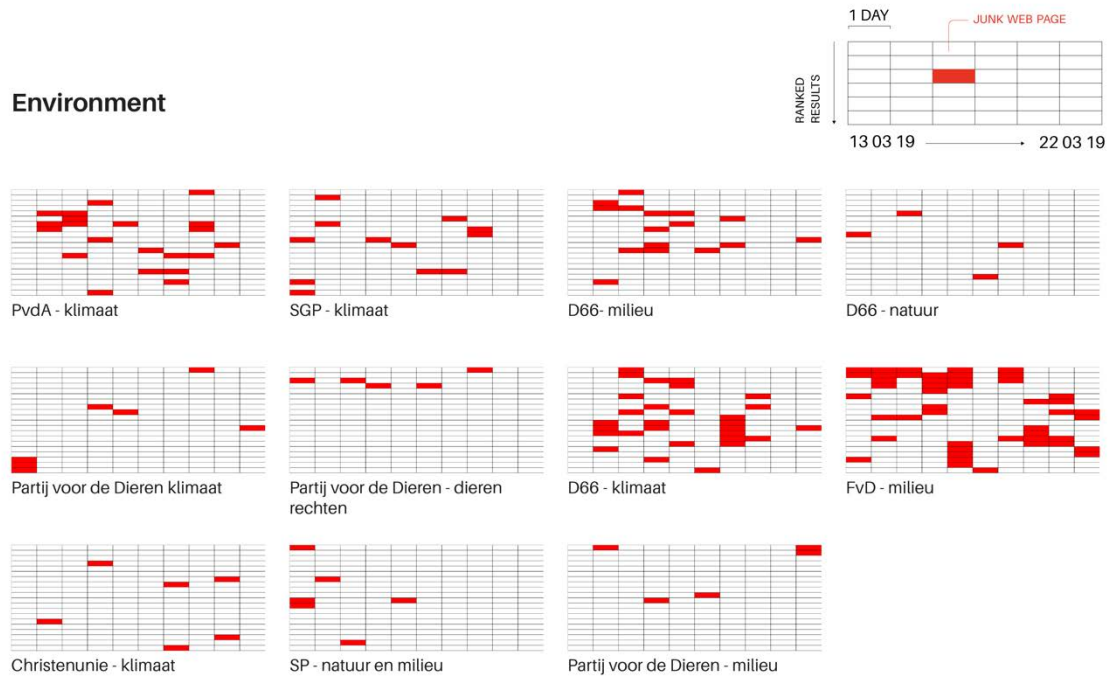 1 DAY
JUNK WEB PAGE
RANKED
RESULTS
13 03 19
22 03 19
Environment
PvdA - klimaat
SGP - klimaat
D66- milieu
D66 - natuur
Partij voor de Dieren klimaat
Partij voor de Dieren - dieren
rechten
D66 - klimaat
FvD - milieu
Christenunie - klimaat
SP - natuur en milieu
Partij voor de Dieren - milieu